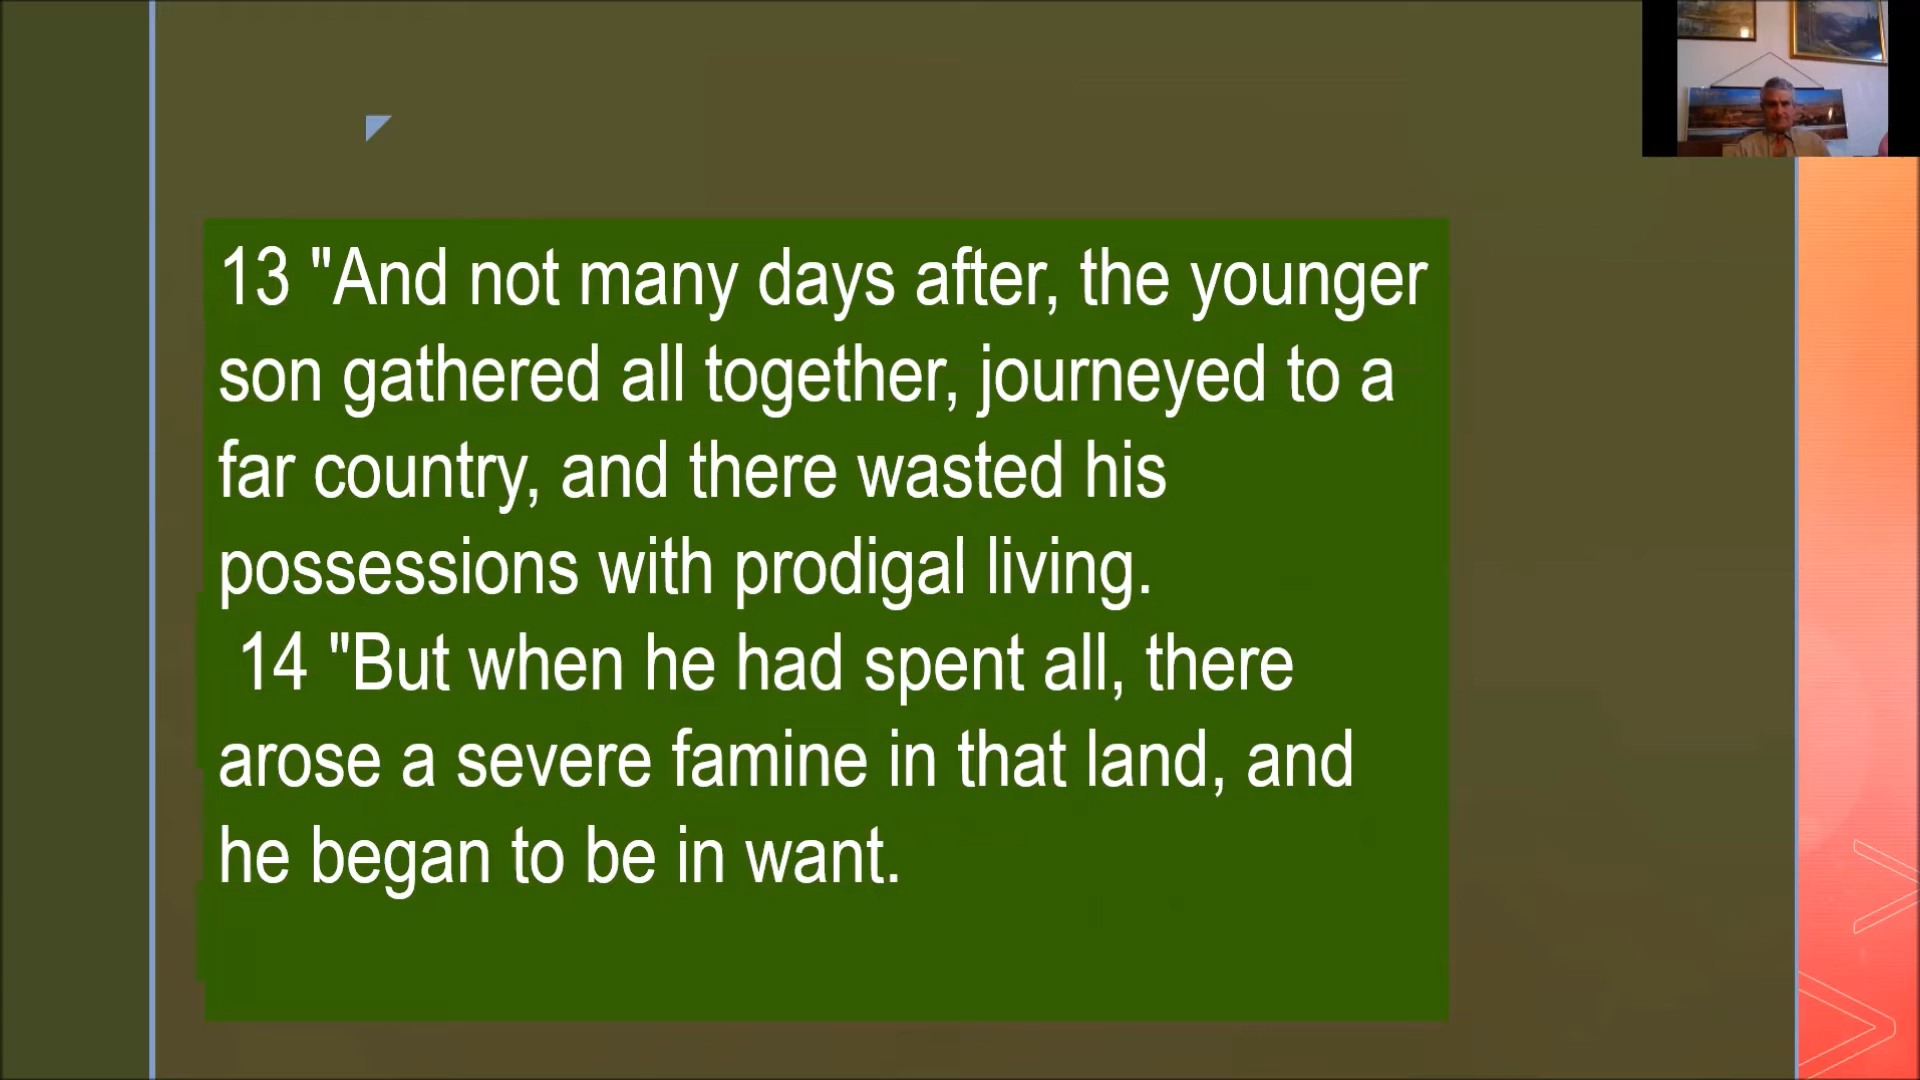 13 "And not many days after, the younger
son gathered all together, journeyed to a
far country, and there wasted his
possessions with prodigal living.
14 "But when he had spent all, there
arose a severe famine in that land, and
he began to be in want.